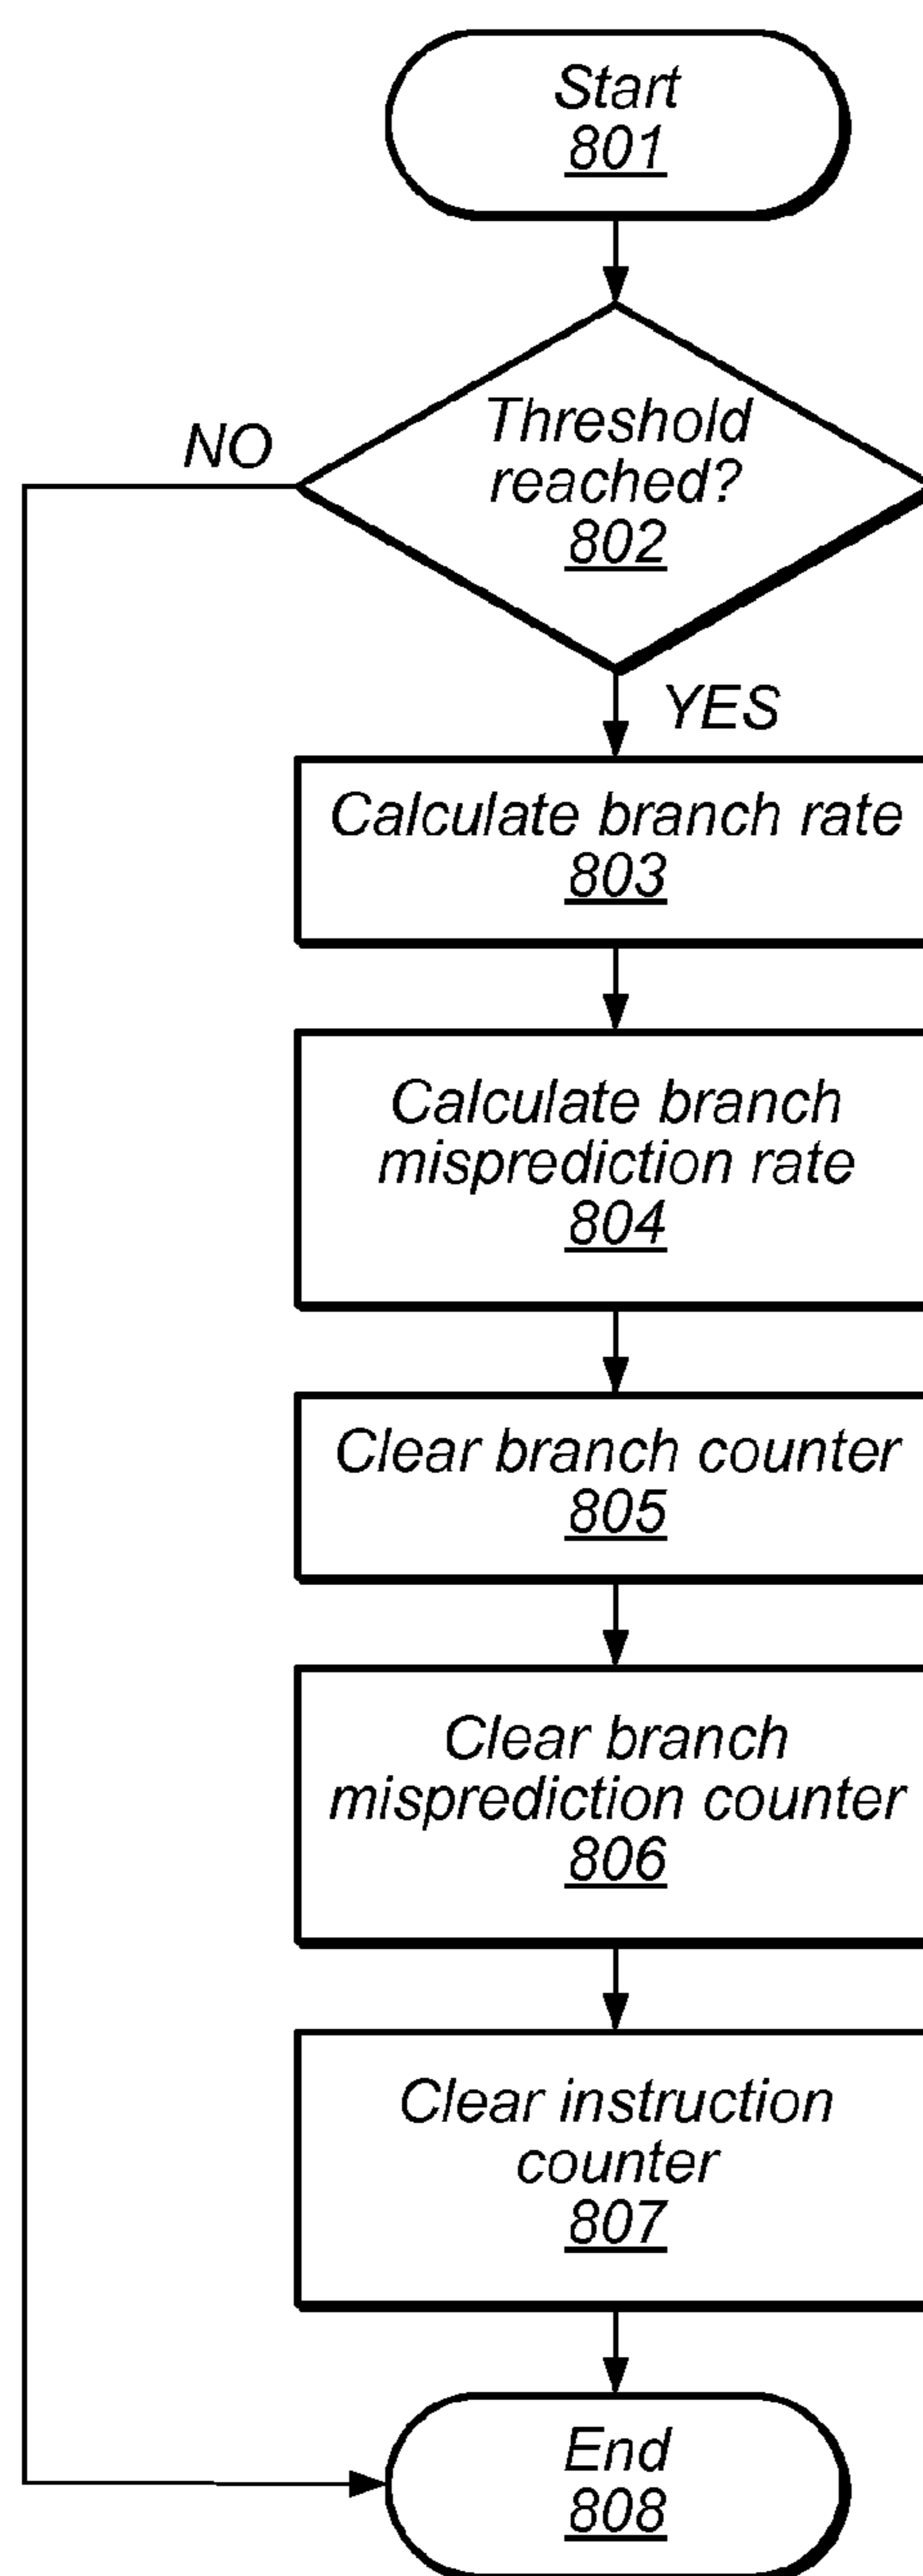 Start
801
Threshold
reached?
802
NO
YES
Calculate branch rate
803
Calculate branch
misprediction rate
804
Clear branch counter
805
Clear branch
misprediction counter
806
Clear instruction
counter
807
End
808